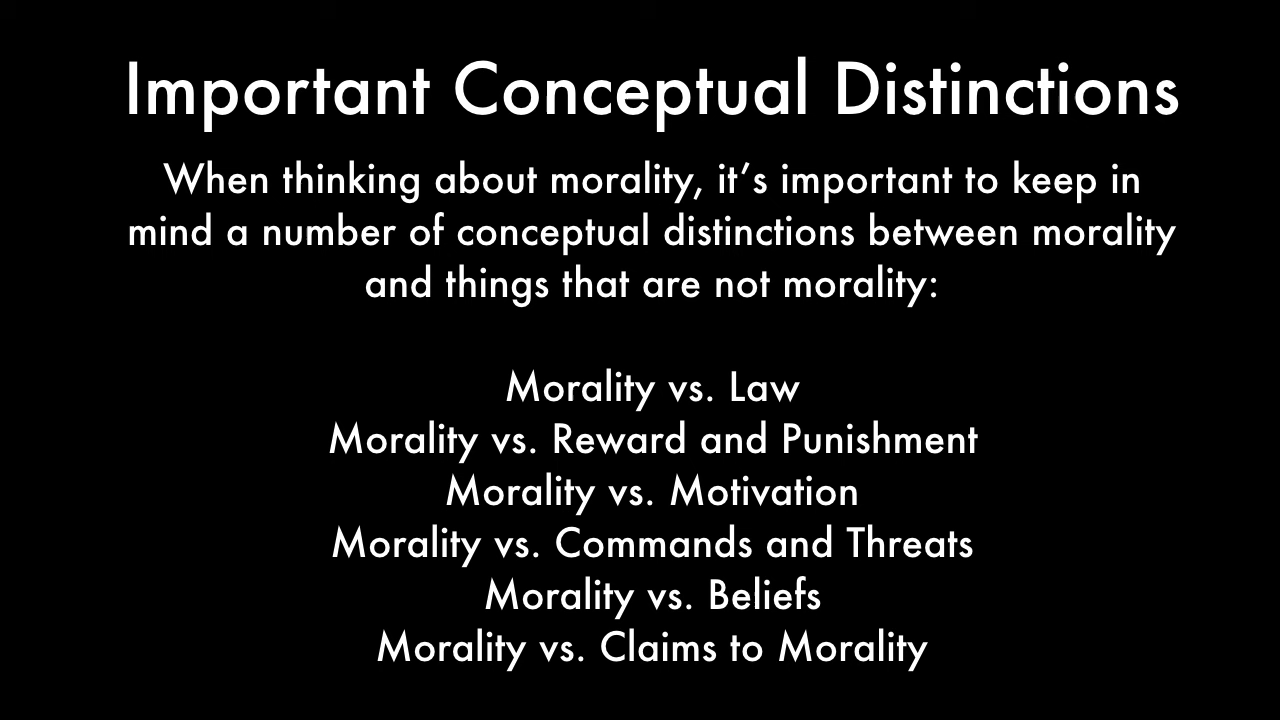 Important Conceptual Distinctions
When thinking about morality, it’s important to keep in
mind a number of conceptual distinctions between morality
and things that are not morality:
Morality vs. Law
Morality vs. Reward and Punishment
Morality vs. Motivation
Morality vs. Commands and Threats
Morality vs. Beliefs
Morality vs. Claims to Morality